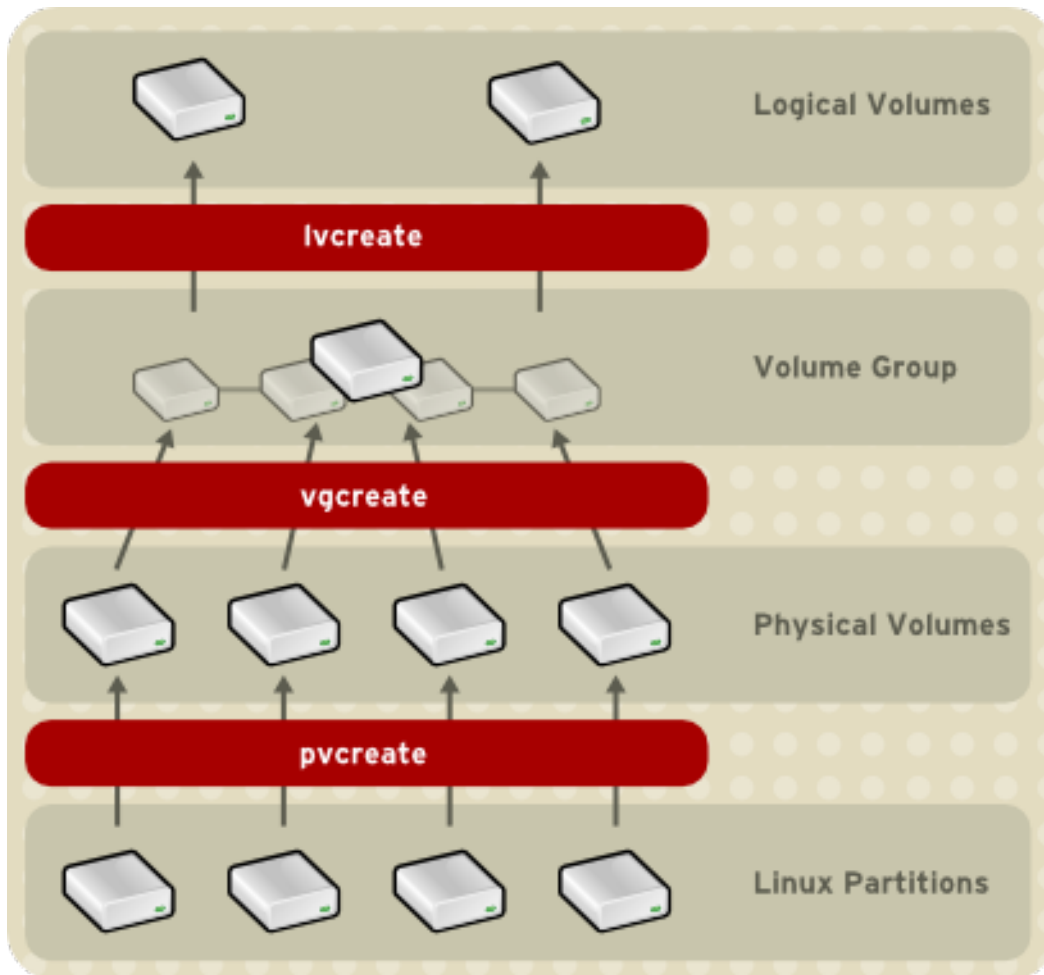 Logical Volumes
lvcreate
Volume Group
vgcreate
Physical Volumes
pvcreate
Linux Partitions